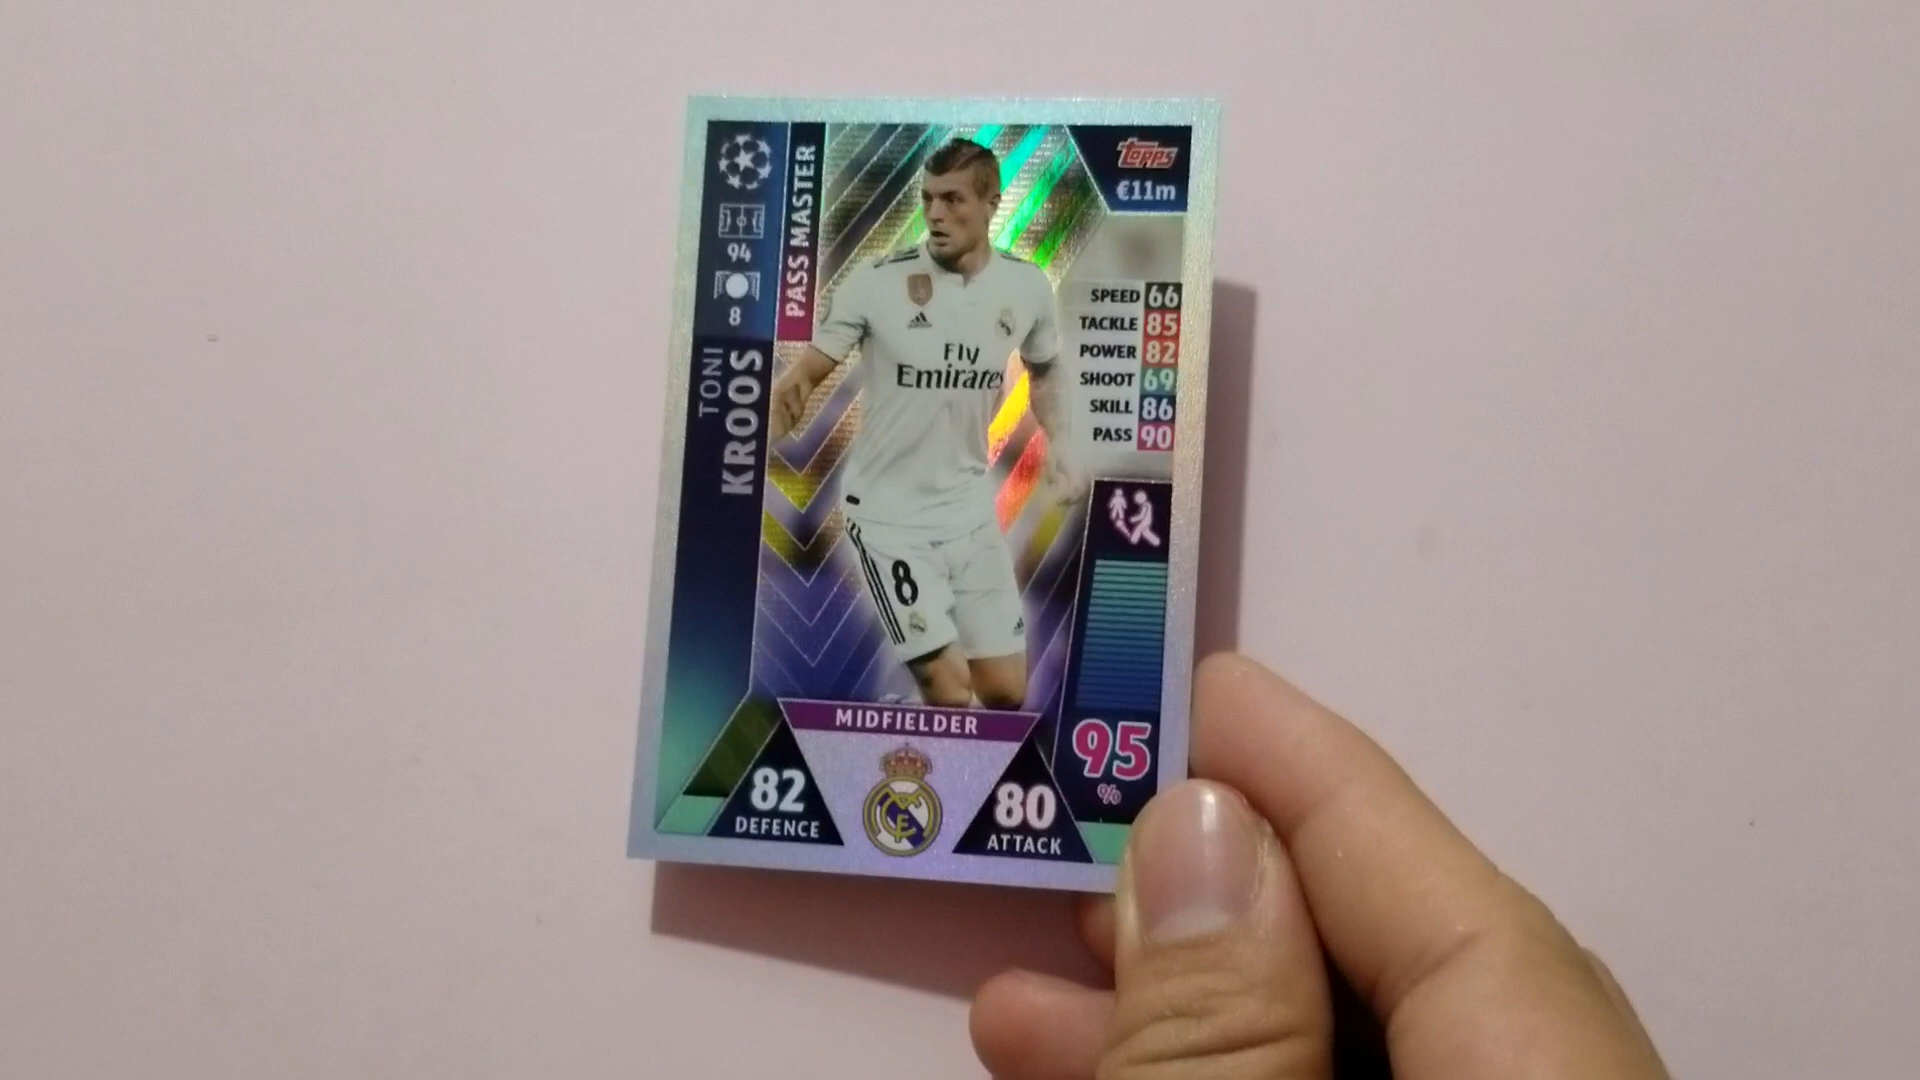 94
8
PASS MASTER
TONI
KROOS
topps
€11m
SPEED 66
TACKLE 85
POWER 82
SHOOT 69
SKILL 86
PASS 90
Fly
Emirates
8
95
%
MIDFIELDER
82
DEFENCE
80
ATTACK